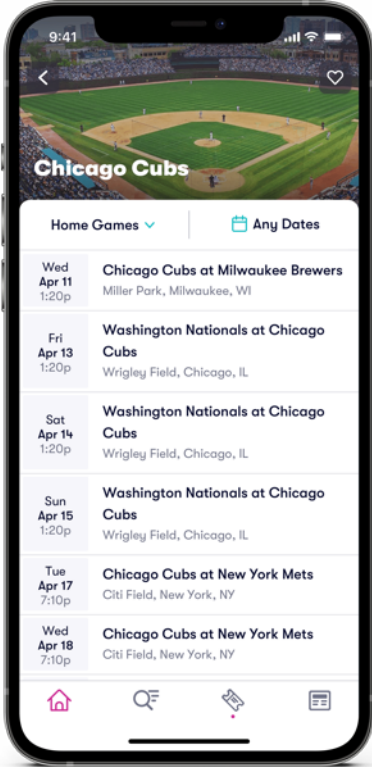 9:41
Chicago Cubs
Home Games
Any Dates
Wed
Apr 11
1:20p
Chicago Cubs at Milwaukee Brewers
Miller Park, Milwaukee, WI
Fri
Apr 13
1:20p
Washington Nationals at Chicago
Cubs
Wrigley Field, Chicago, IL
Sat
Apr 14
1:20p
Washington Nationals at Chicago
Cubs
Wrigley Field, Chicago, IL
Sun
Apr 15
1:20p
Washington Nationals at Chicago
Cubs
Wrigley Field, Chicago, IL
Tue
Apr 17
7:10p
Chicago Cubs at New York Mets
Citi Field, New York, NY
Wed
Apr 18
7:10p
Chicago Cubs at New York Mets
Citi Field, New York, NY